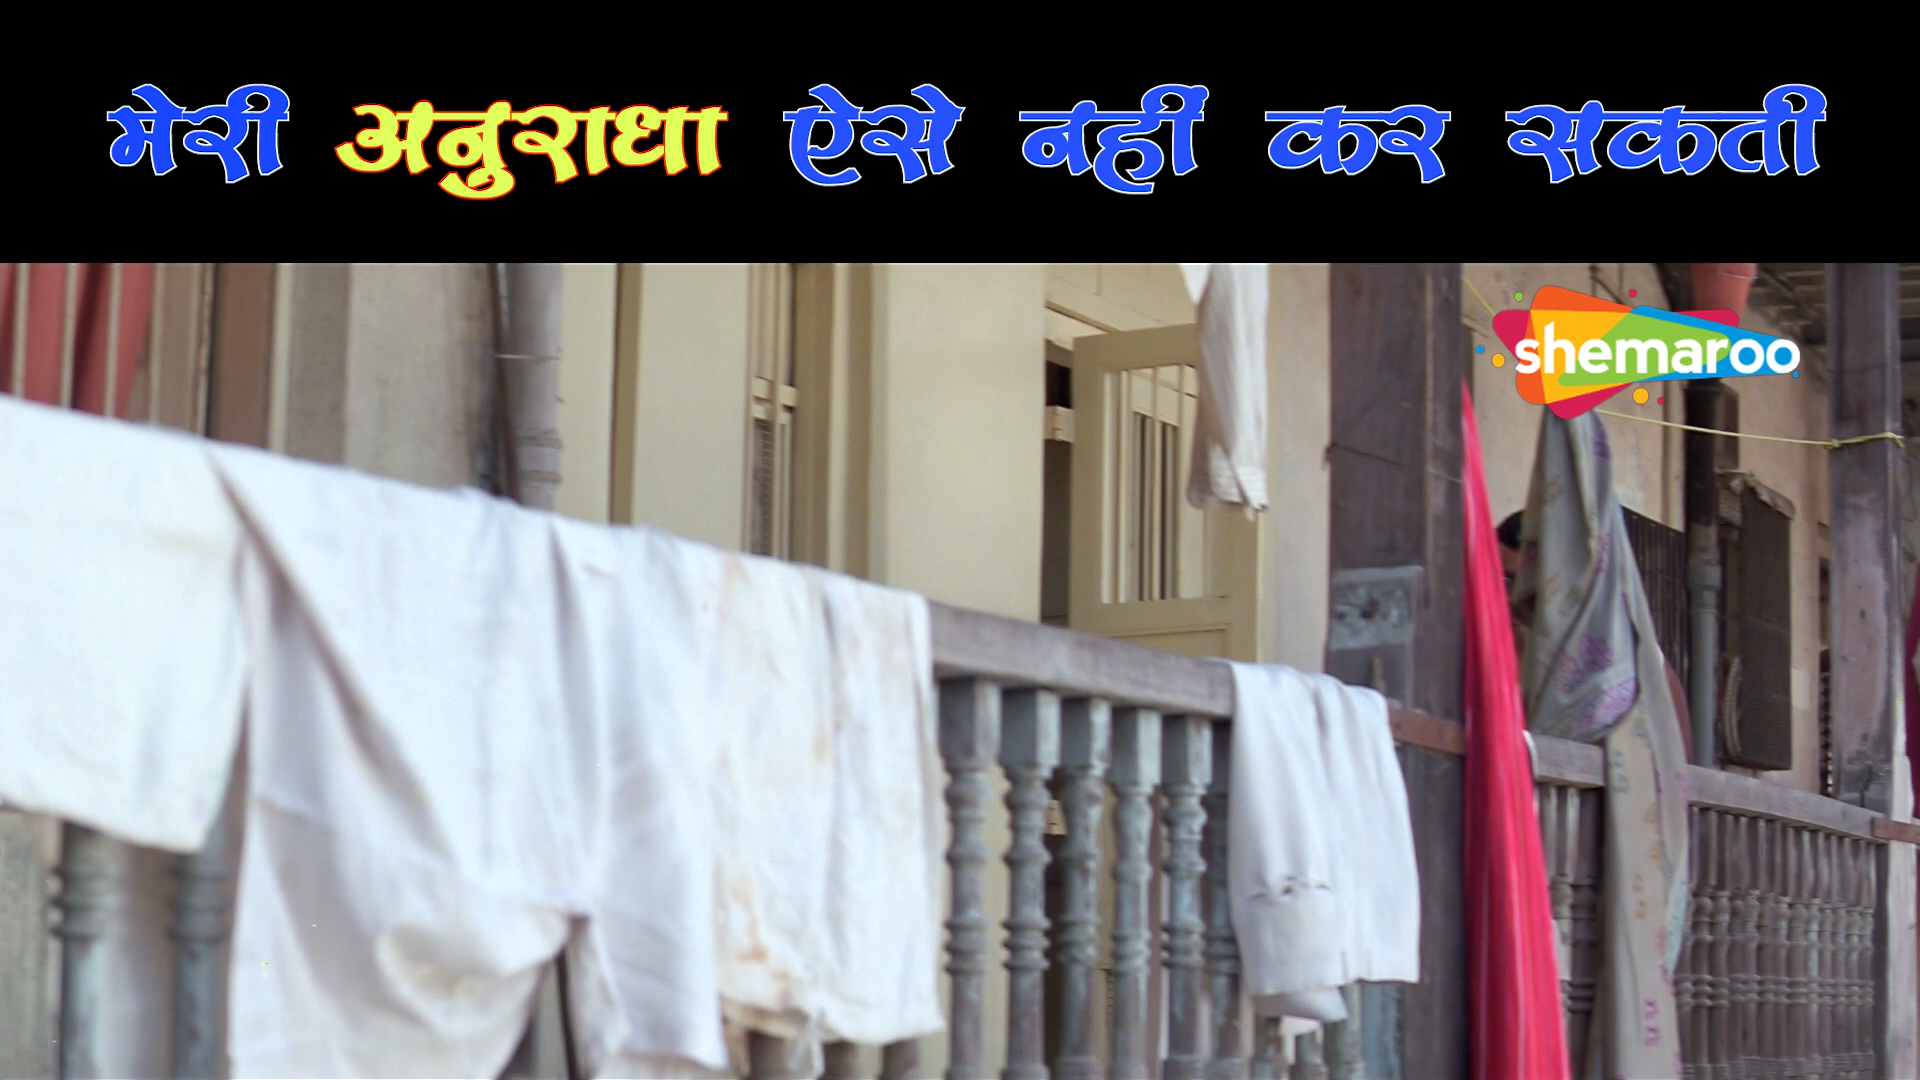 मेरी अनुराधा ऐसे नहीं कर सकती
shemaroo